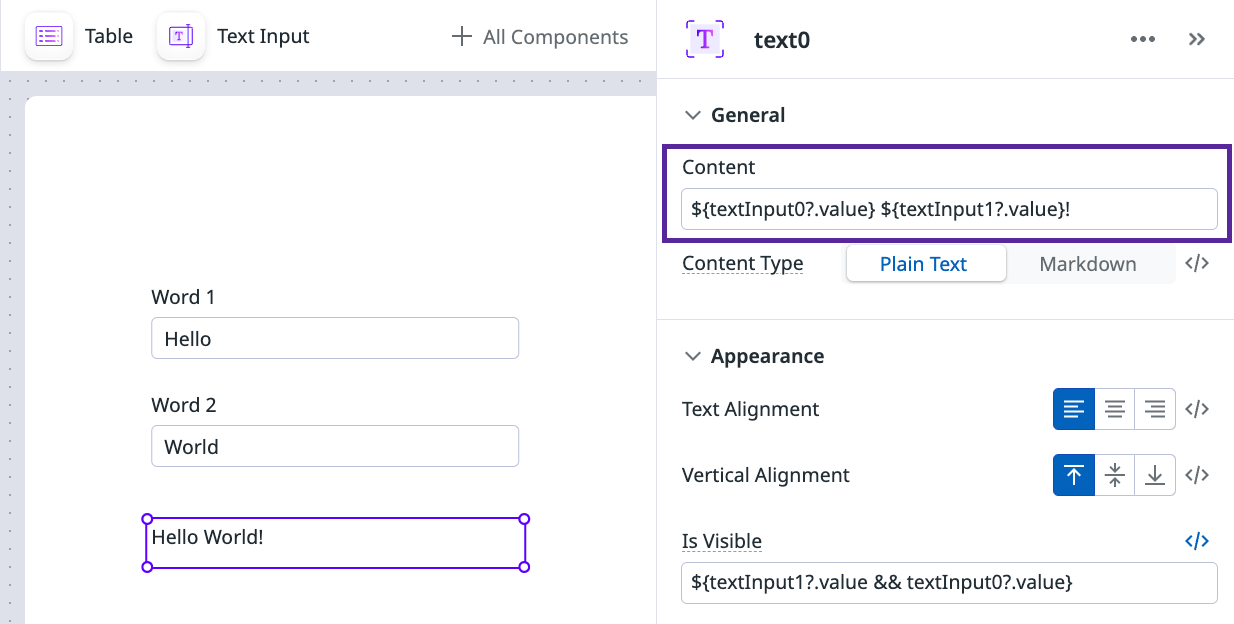 Table
Text Input
All Components
Word 1
Hello
Word 2
World
Hello World!
T
text0
General
Content
${textInput0?.value} ${textInput1?.value}!
Content Type
Plain Text
Markdown
</>
Appearance
Text Alignment
</>
Vertical Alignment
</>
Is Visible
</>
${textInput1?.value && textInput0?.value}